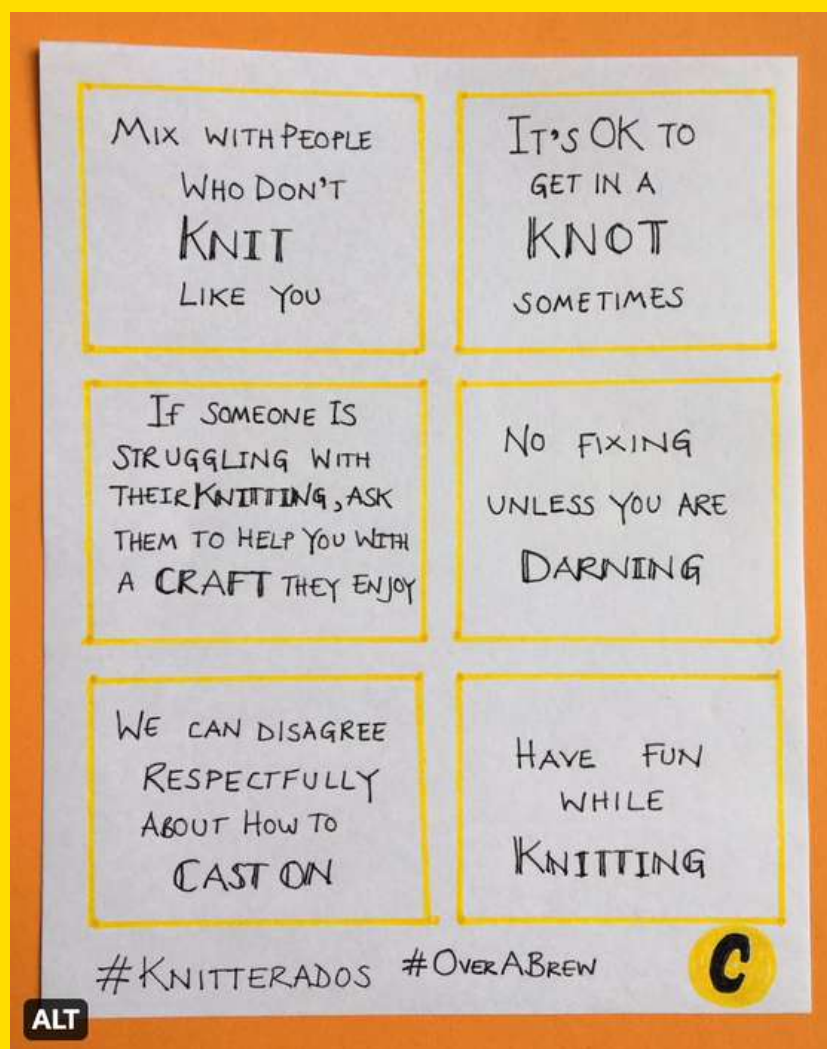 MIX WITH PEOPLE
WHO DON'T
KNIT
LIKE YOU
IT'S OK TO
GET IN A
KNOT
SOMETIMES
IF SOMEONE IS
STRUGGLING WITH
THEIR KNITTING, ASK
THEM TO HELP YOU WITH
A CRAFT THEY ENJOY
NO FIXING
UNLESS YOU ARE
DARNING
WE CAN DISAGREE
RESPECTFULLY
ABOUT HOW TO
CAST ON
HAVE FUN
WHILE
KNITTING
#KNITTERADOS #OVERABREW
C
ALT